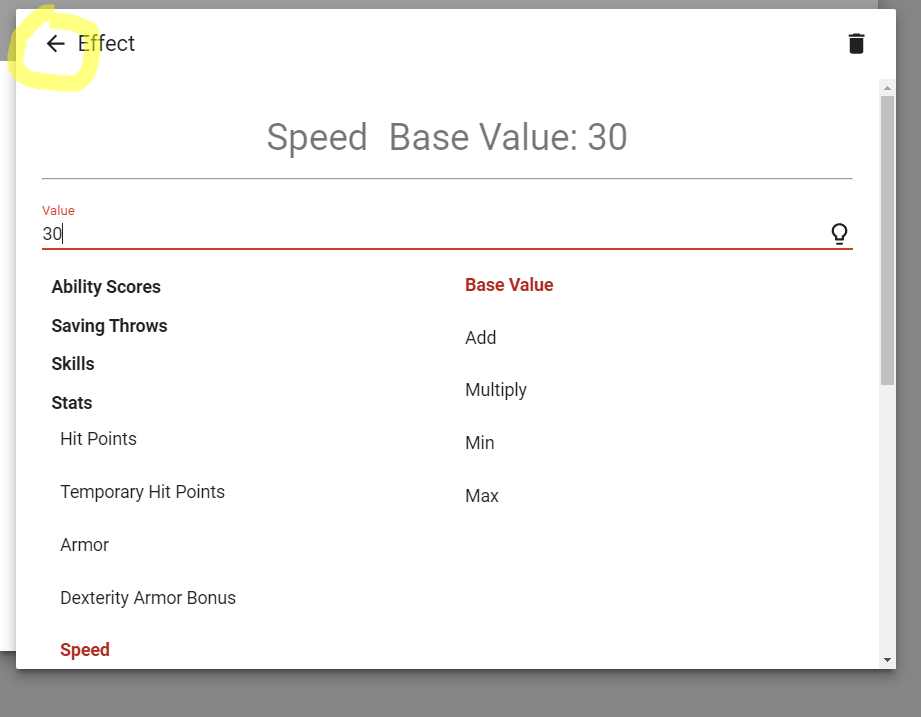 Effect
Speed Base Value: 30
Value
30
Ability Scores
Saving Throws
Skills
Stats
Hit Points
Temporary Hit Points
Armor
Dexterity Armor Bonus
Speed
Base Value
Add
Multiply
Min
Max